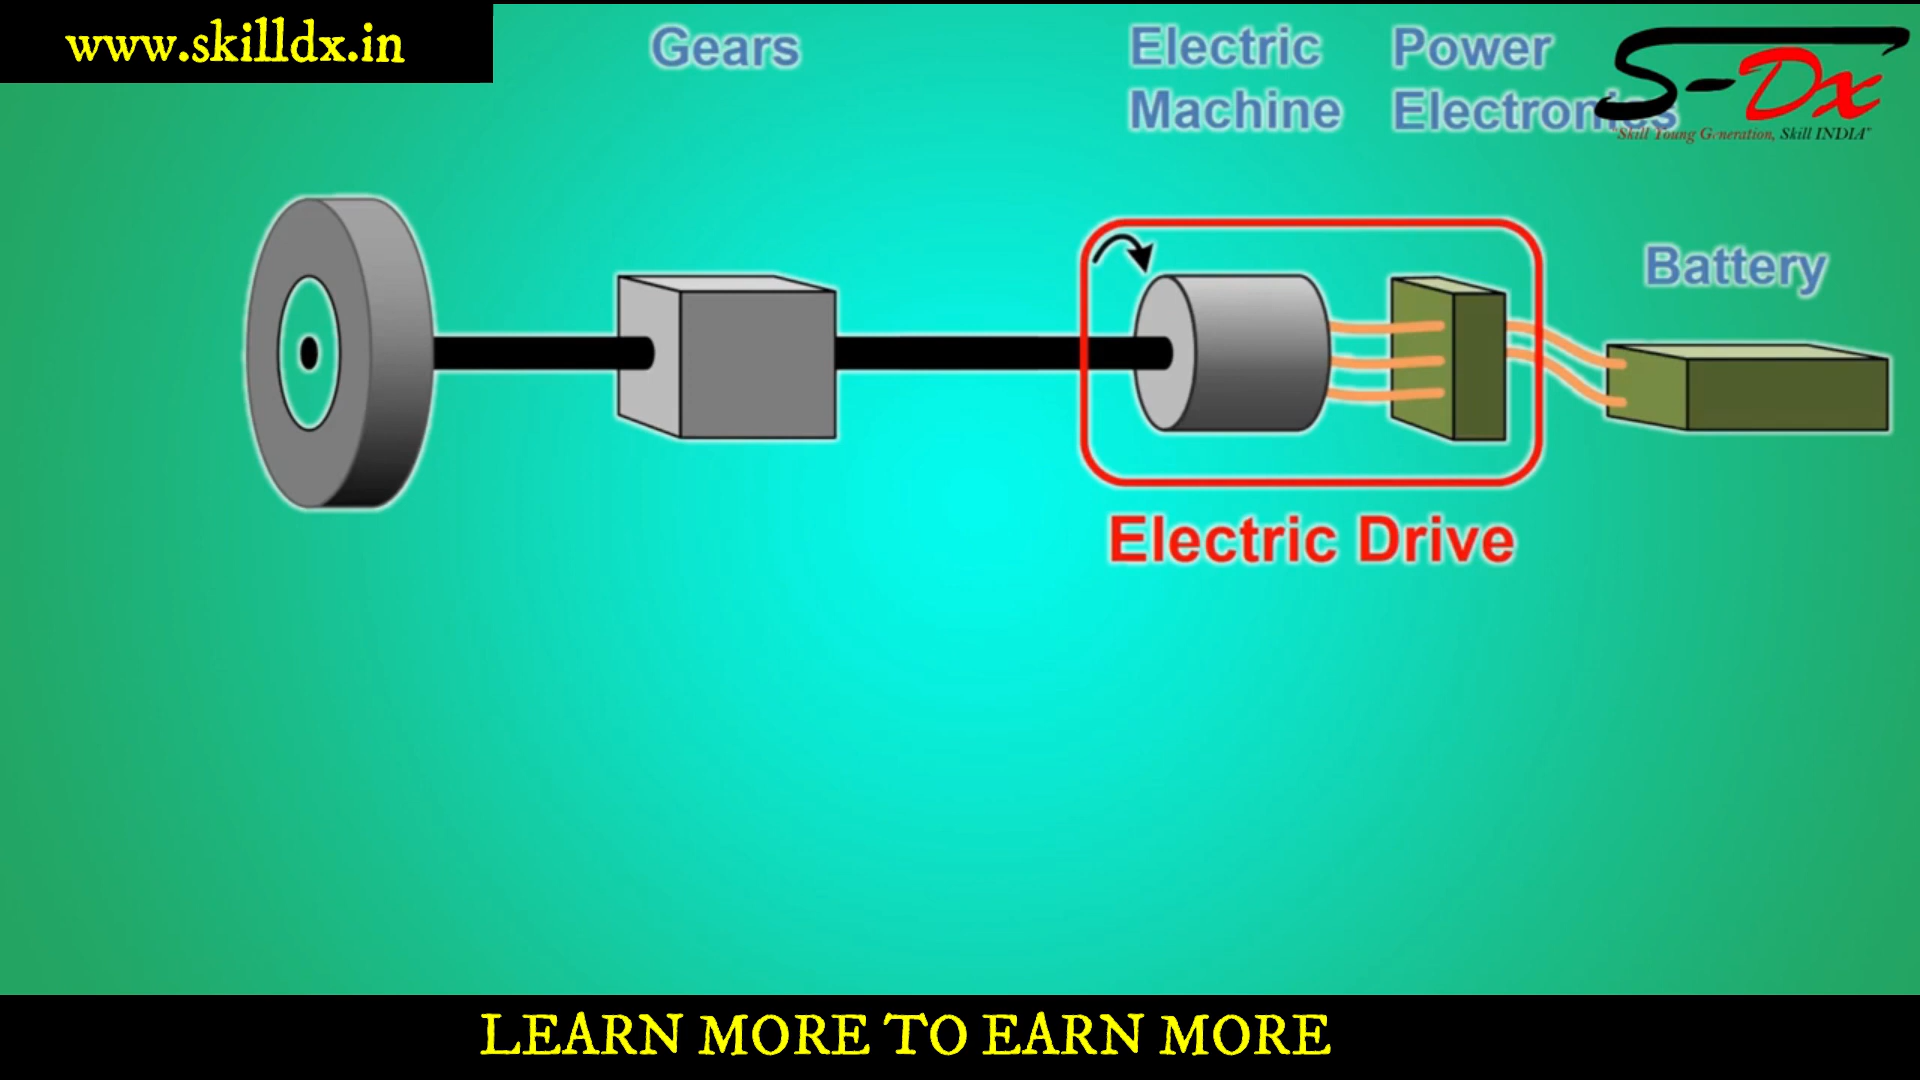 www.skilldx.in
Gears
Electric
Machine
Power
Electronics
S-Dx
"Skill Young Generation, Skill INDIA"
Battery
Electric Drive
LEARN MORE TO EARN MORE